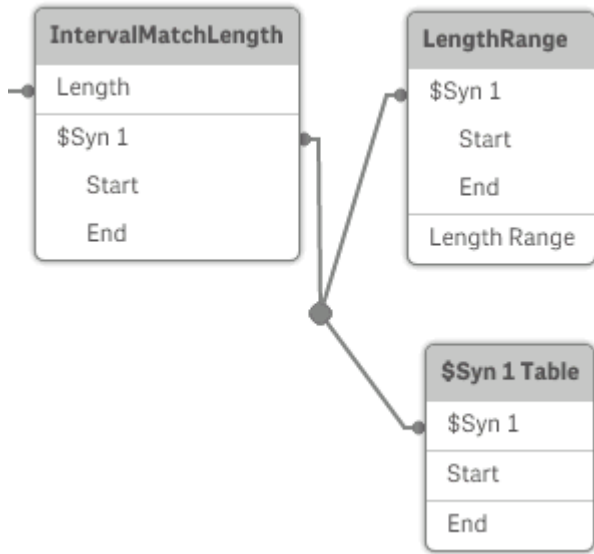 IntervalMatchLength
Length
$Syn 1
Start
End
LengthRange
$Syn 1
Start
End
Length Range
$Syn 1 Table
$Syn 1
Start
End